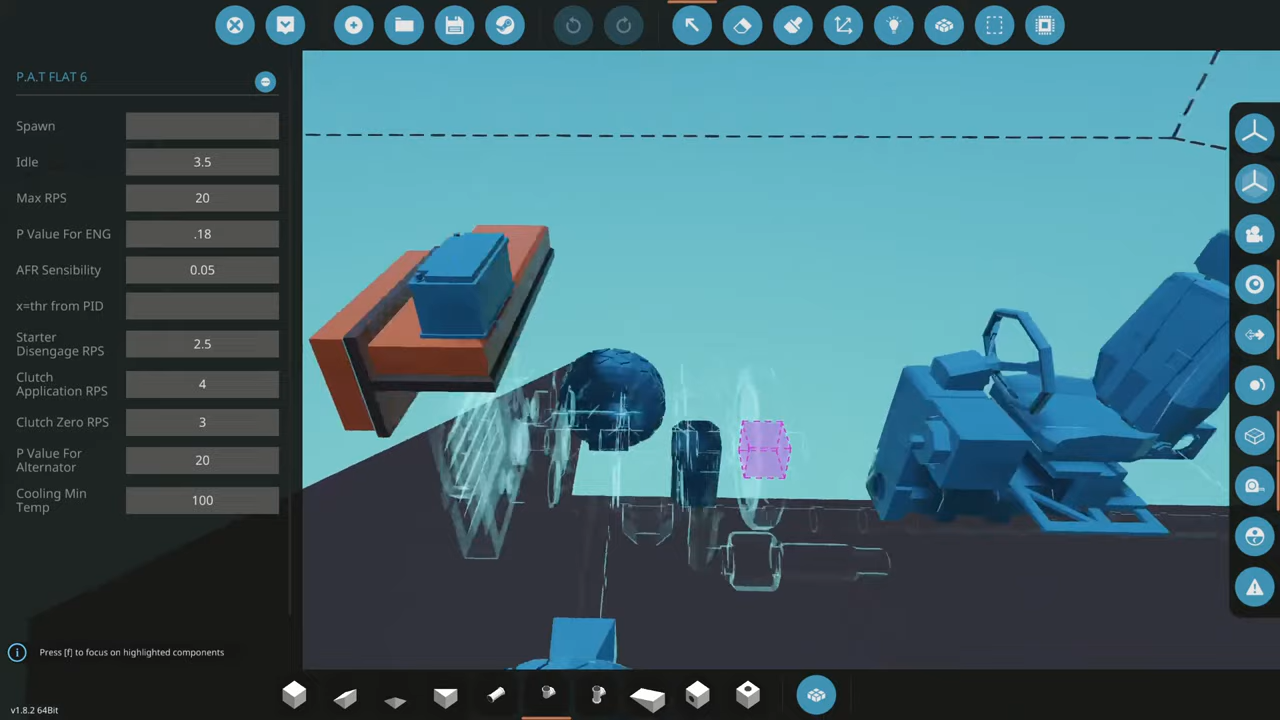 P.A.T FLAT 6
Spawn
Idle 3.5
Max RPS 20
P Value For ENG .18
AFR Sensibility 0.05
x=thr from PID
Starter
Disengage RPS 2.5
Clutch
Application RPS 4
Clutch Zero RPS 3
P Value For
Alternator 20
Cooling Min
Temp 100
Press [f] to focus on highlighted components
v1.8.2 64Bit